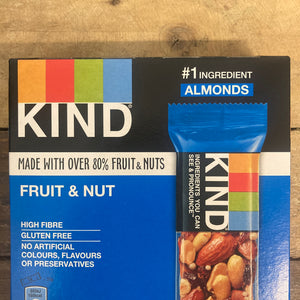 #1 INGREDIENT
ALMONDS
KIND
MADE WITH OVER 80% FRUIT & NUTS
FRUIT & NUT
HIGH FIBRE
GLUTEN FREE
NO ARTIFICIAL
COLOURS, FLAVOURS
OR PRESERVATIVES
INGREDIENTS YOU CAN
SEE & PRONOUNCE™
KIND